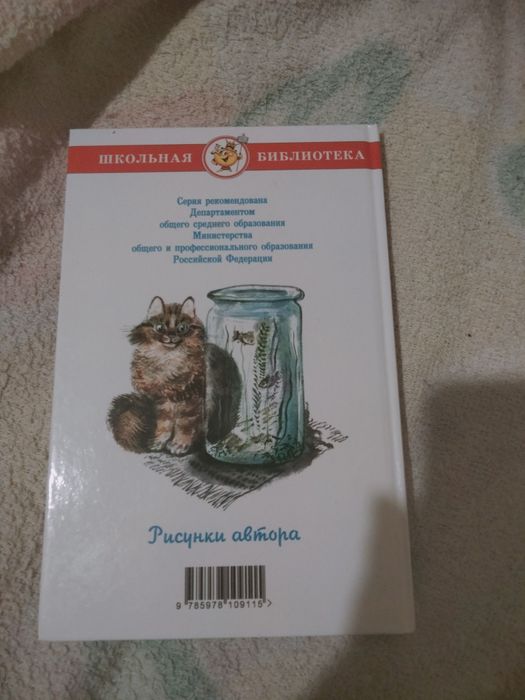 ШКОЛЬНАЯ БИБЛИОТЕКА
Серия рекомендована
Департаментом
общего среднего образования
Министерства
общего и профессионального образования
Российской Федерации
Рисунки автора
9 785978 109115 >